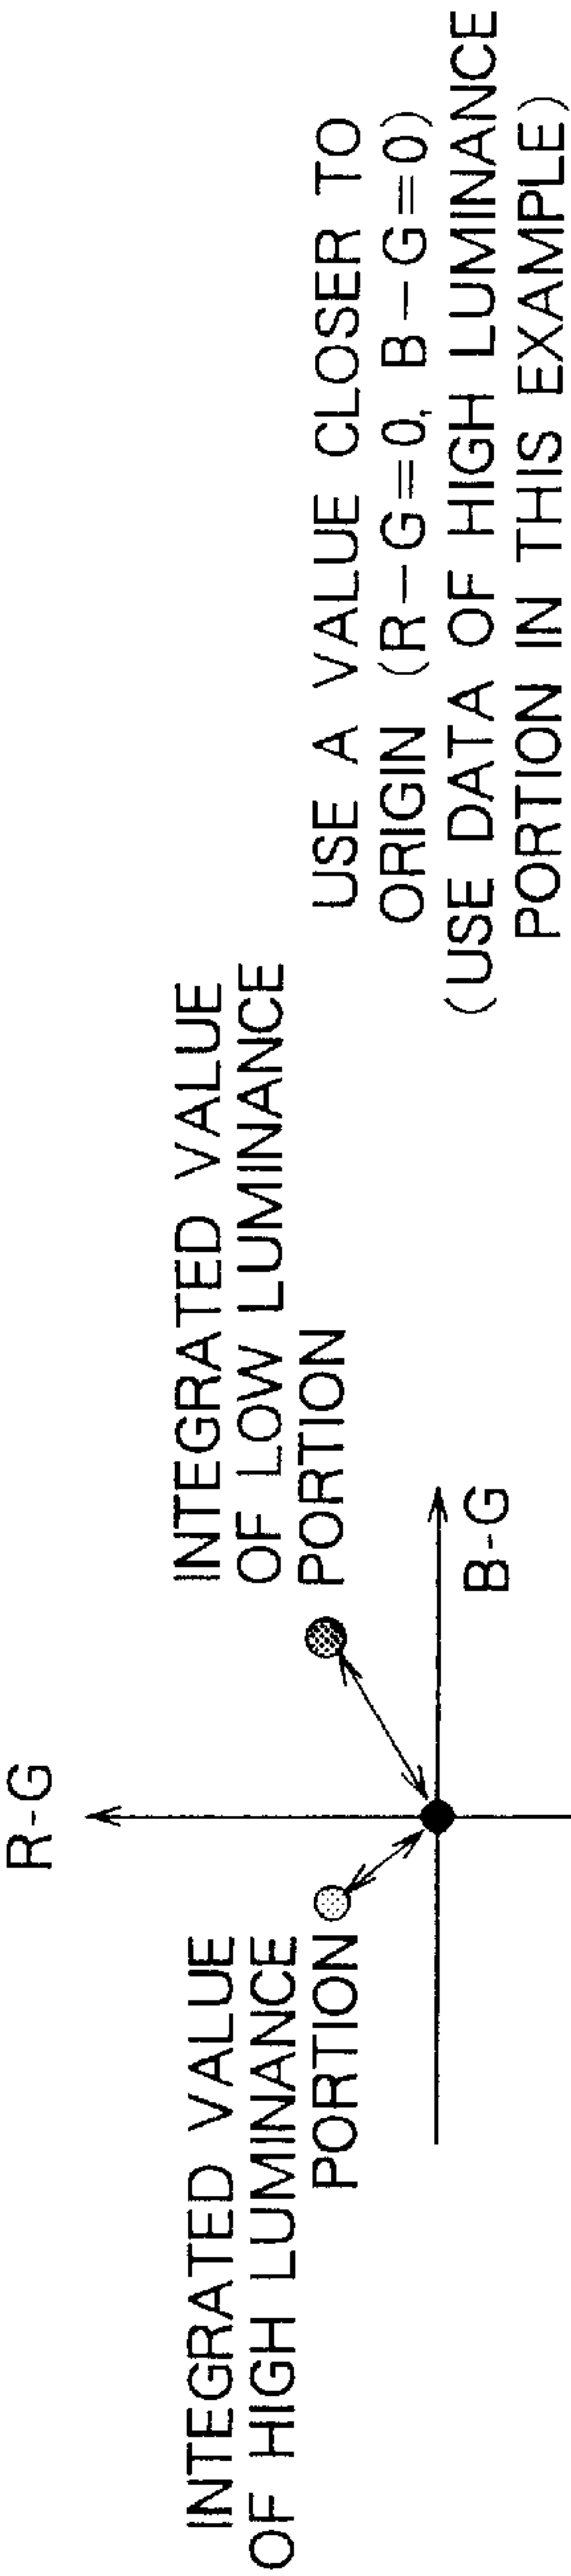 R-G
INTEGRATED VALUE
OF HIGH LUMINANCE
PORTION
INTEGRATED VALUE
OF LOW LUMINANCE
PORTION
B-G
USE A VALUE CLOSER TO
ORIGIN (R−G=0, B−G=0)
(USE DATA OF HIGH LUMINANCE
PORTION IN THIS EXAMPLE)